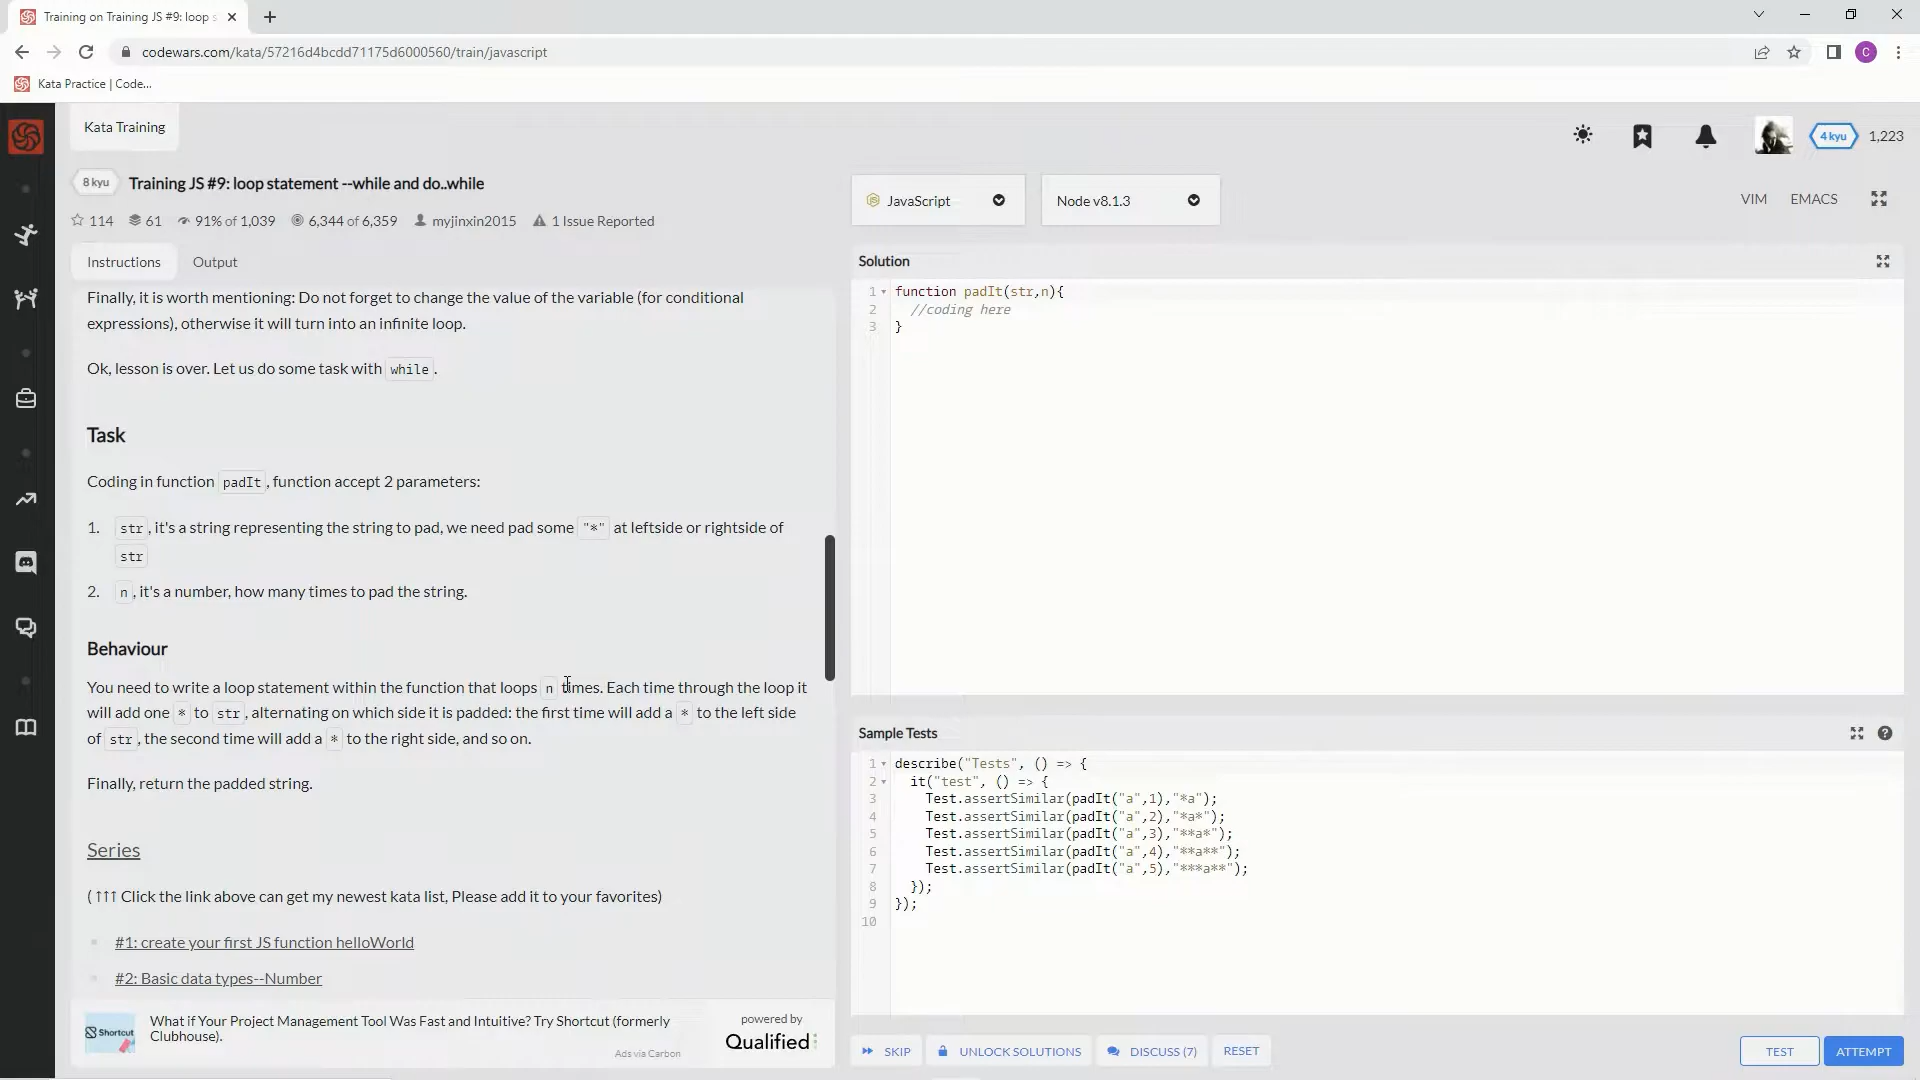 Training on Training JS #9: loop s
codewars.com/kata/57216d4bcdd71175d6000560/train/javascript
C
Kata Practice | Code...
Kata Training
4 kyu 1,223
8 kyu Training JS #9: loop statement --while and do..while
114 61 91% of 1,039 6,344 of 6,359 myjinxin2015 1 Issue Reported
JavaScript Node v8.1.3 VIM EMACS
Instructions Output
Finally, it is worth mentioning: Do not forget to change the value of the variable (for conditional
expressions), otherwise it will turn into an infinite loop.
Ok, lesson is over. Let us do some task with while.
Task
Coding in function padIt, function accept 2 parameters:
1. str, it's a string representing the string to pad, we need pad some "*" at leftside or rightside of
str
2. n, it's a number, how many times to pad the string.
Behaviour
You need to write a loop statement within the function that loops n times. Each time through the loop it
will add one * to str, alternating on which side it is padded: the first time will add a * to the left side
of str, the second time will add a * to the right side, and so on.
Finally, return the padded string.
Series
( ↑↑↑ Click the link above can get my newest kata list, Please add it to your favorites)
#1: create your first JS function helloWorld
#2: Basic data types--Number
Shortcut
What if Your Project Management Tool Was Fast and Intuitive? Try Shortcut (formerly
Clubhouse).
Ads via Carbon
powered by
Qualified
Solution
1 function padIt(str,n){
2 //coding here
3 }
Sample Tests
1 describe("Tests", () => {
2 it("test", () => {
3 Test.assertSimilar(padIt("a",1),"*a");
4 Test.assertSimilar(padIt("a",2),"*a*");
5 Test.assertSimilar(padIt("a",3),"**a*");
6 Test.assertSimilar(padIt("a",4),"**a**");
7 Test.assertSimilar(padIt("a",5),"***a**");
8 });
9 });
10
SKIP UNLOCK SOLUTIONS DISCUSS (7) RESET TEST ATTEMPT